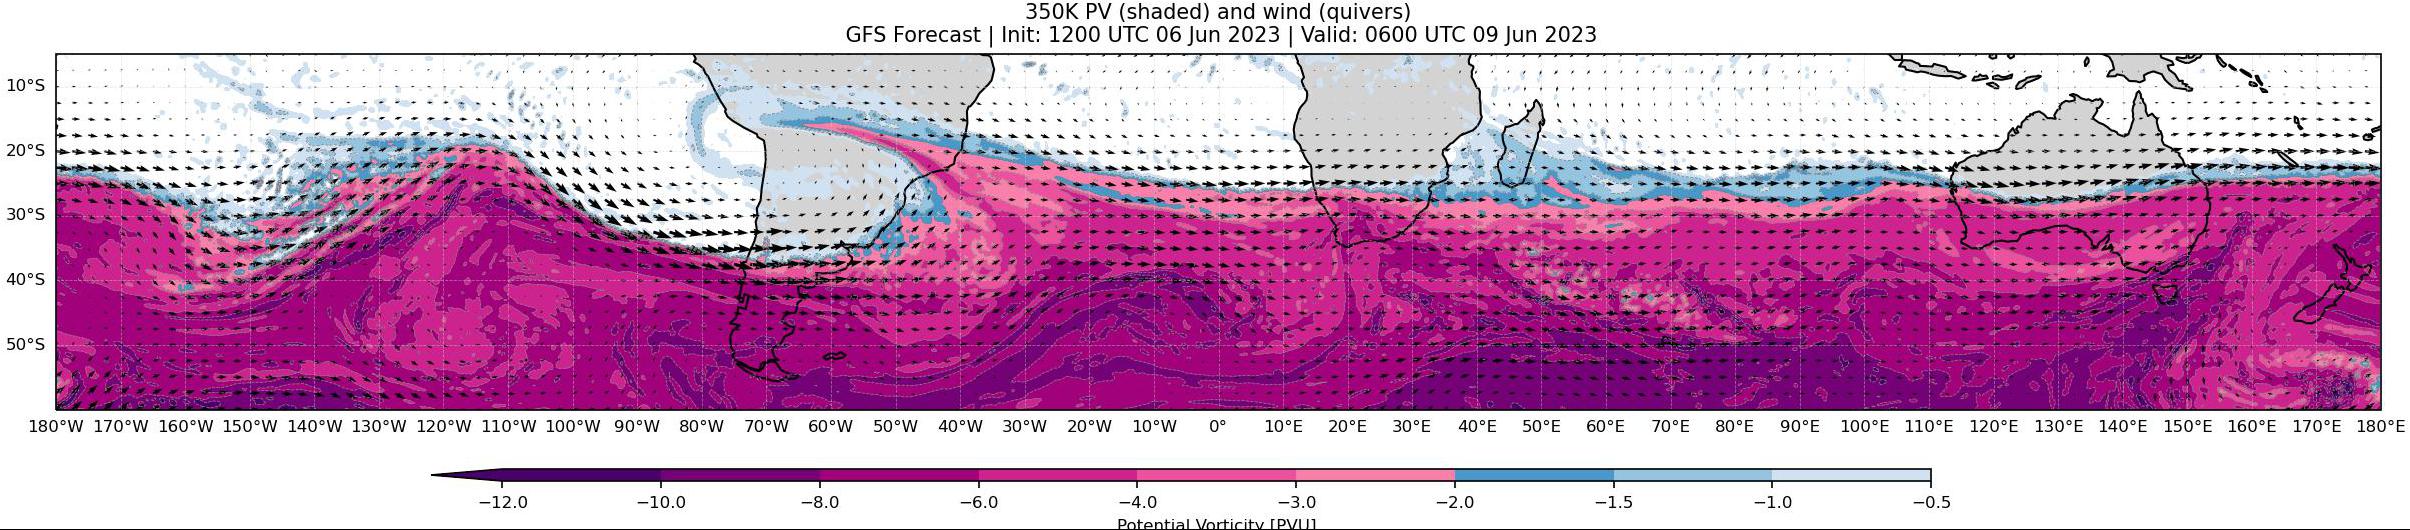 350K PV (shaded) and wind (quivers)
GFS Forecast | Init: 1200 UTC 06 Jun 2023 | Valid: 0600 UTC 09 Jun 2023
10°S
20°S
30°S
40°S
50°S
180°W 170°W 160°W 150°W 140°W 130°W 120°W 110°W 100°W 90°W 80°W 70°W 60°W 50°W 40°W 30°W 20°W 10°W 0° 10°E 20°E 30°E 40°E 50°E 60°E 70°E 80°E 90°E 100°E 110°E 120°E 130°E 140°E 150°E 160°E 170°E 180°E
−12.0 −10.0 −8.0 −6.0 −4.0 −3.0 −2.0 −1.5 −1.0 −0.5
Potential Vorticity [PVU]